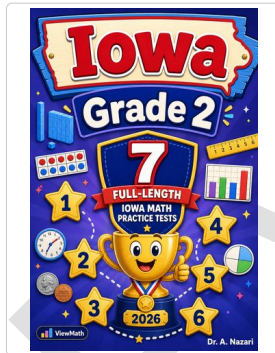 Iowa
Grade 2
7
FULL-LENGTH
IOWA MATH
PRACTICE TESTS
1
2
3
4
5
6
2026
ViewMath
Dr. A. Nazari